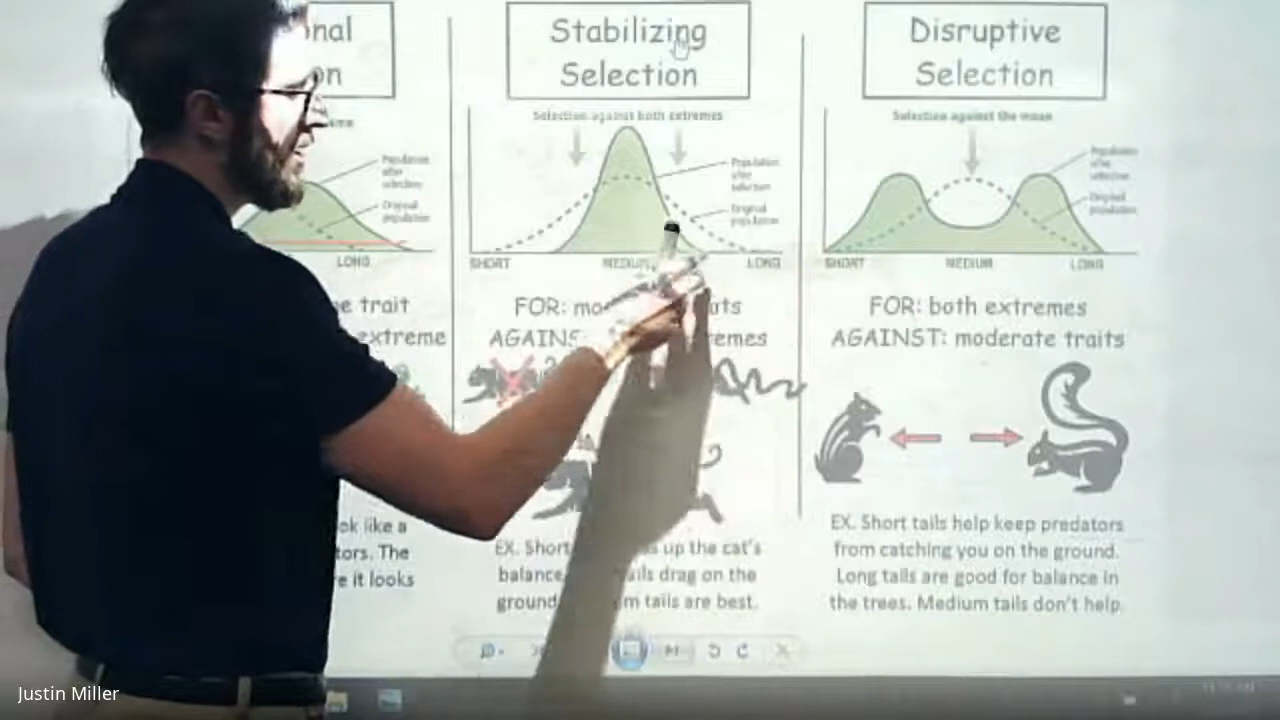 nal
on
Stabilizing
Selection
Disruptive
Selection
Selection against both extremes
Population
after
selection
Original
population
SHORT
MEDIUM
LONG
Selection against the mean
Population
after
selection
Original
population
SHORT
MEDIUM
LONG
Population
after
selection
Original
population
LONG
e trait
extreme
FOR: mo
ts
AGAINS
remes
FOR: both extremes
AGAINST: moderate traits
ok like a
tors. The
e it looks
EX. Short s up the cat's
balance. ails drag on the
ground m tails are best.
EX. Short tails help keep predators
from catching you on the ground.
Long tails are good for balance in
the trees. Medium tails don't help.
Justin Miller